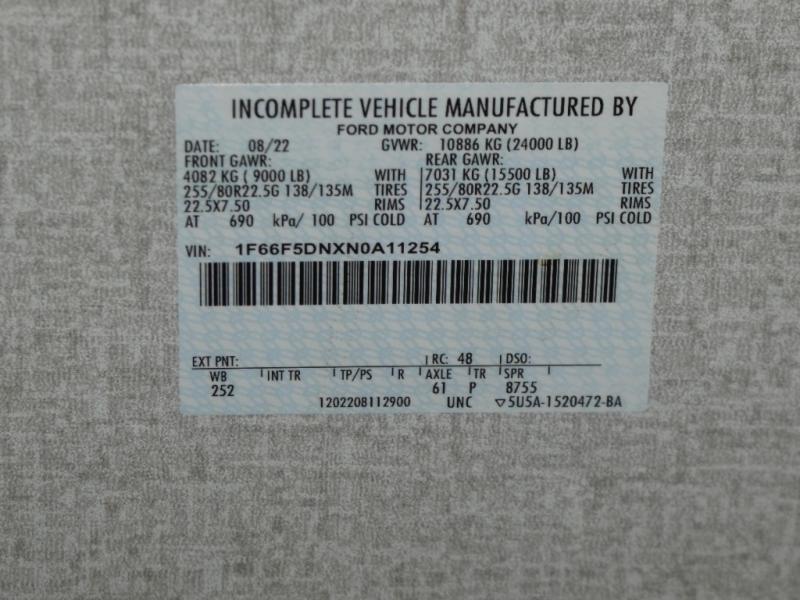 INCOMPLETE VEHICLE MANUFACTURED BY
FORD MOTOR COMPANY
DATE: 08/22 GVWR: 10886 KG (24000 LB)
FRONT GAWR: REAR GAWR:
4082 KG ( 9000 LB) WITH 7031 KG (15500 LB) WITH
255/80R22.5G 138/135M TIRES 255/80R22.5G 138/135M TIRES
22.5X7.50 RIMS 22.5X7.50 RIMS
AT 690 kPa/ 100 PSI COLD AT 690 kPa/100 PSI COLD
VIN: 1F66F5DNXN0A11254
EXT PNT: RC: 48 DSO:
WB INT TR TP/PS R AXLE TR SPR
252 61 P 8755
1202208112900 UNC ▽5U5A-1520472-BA